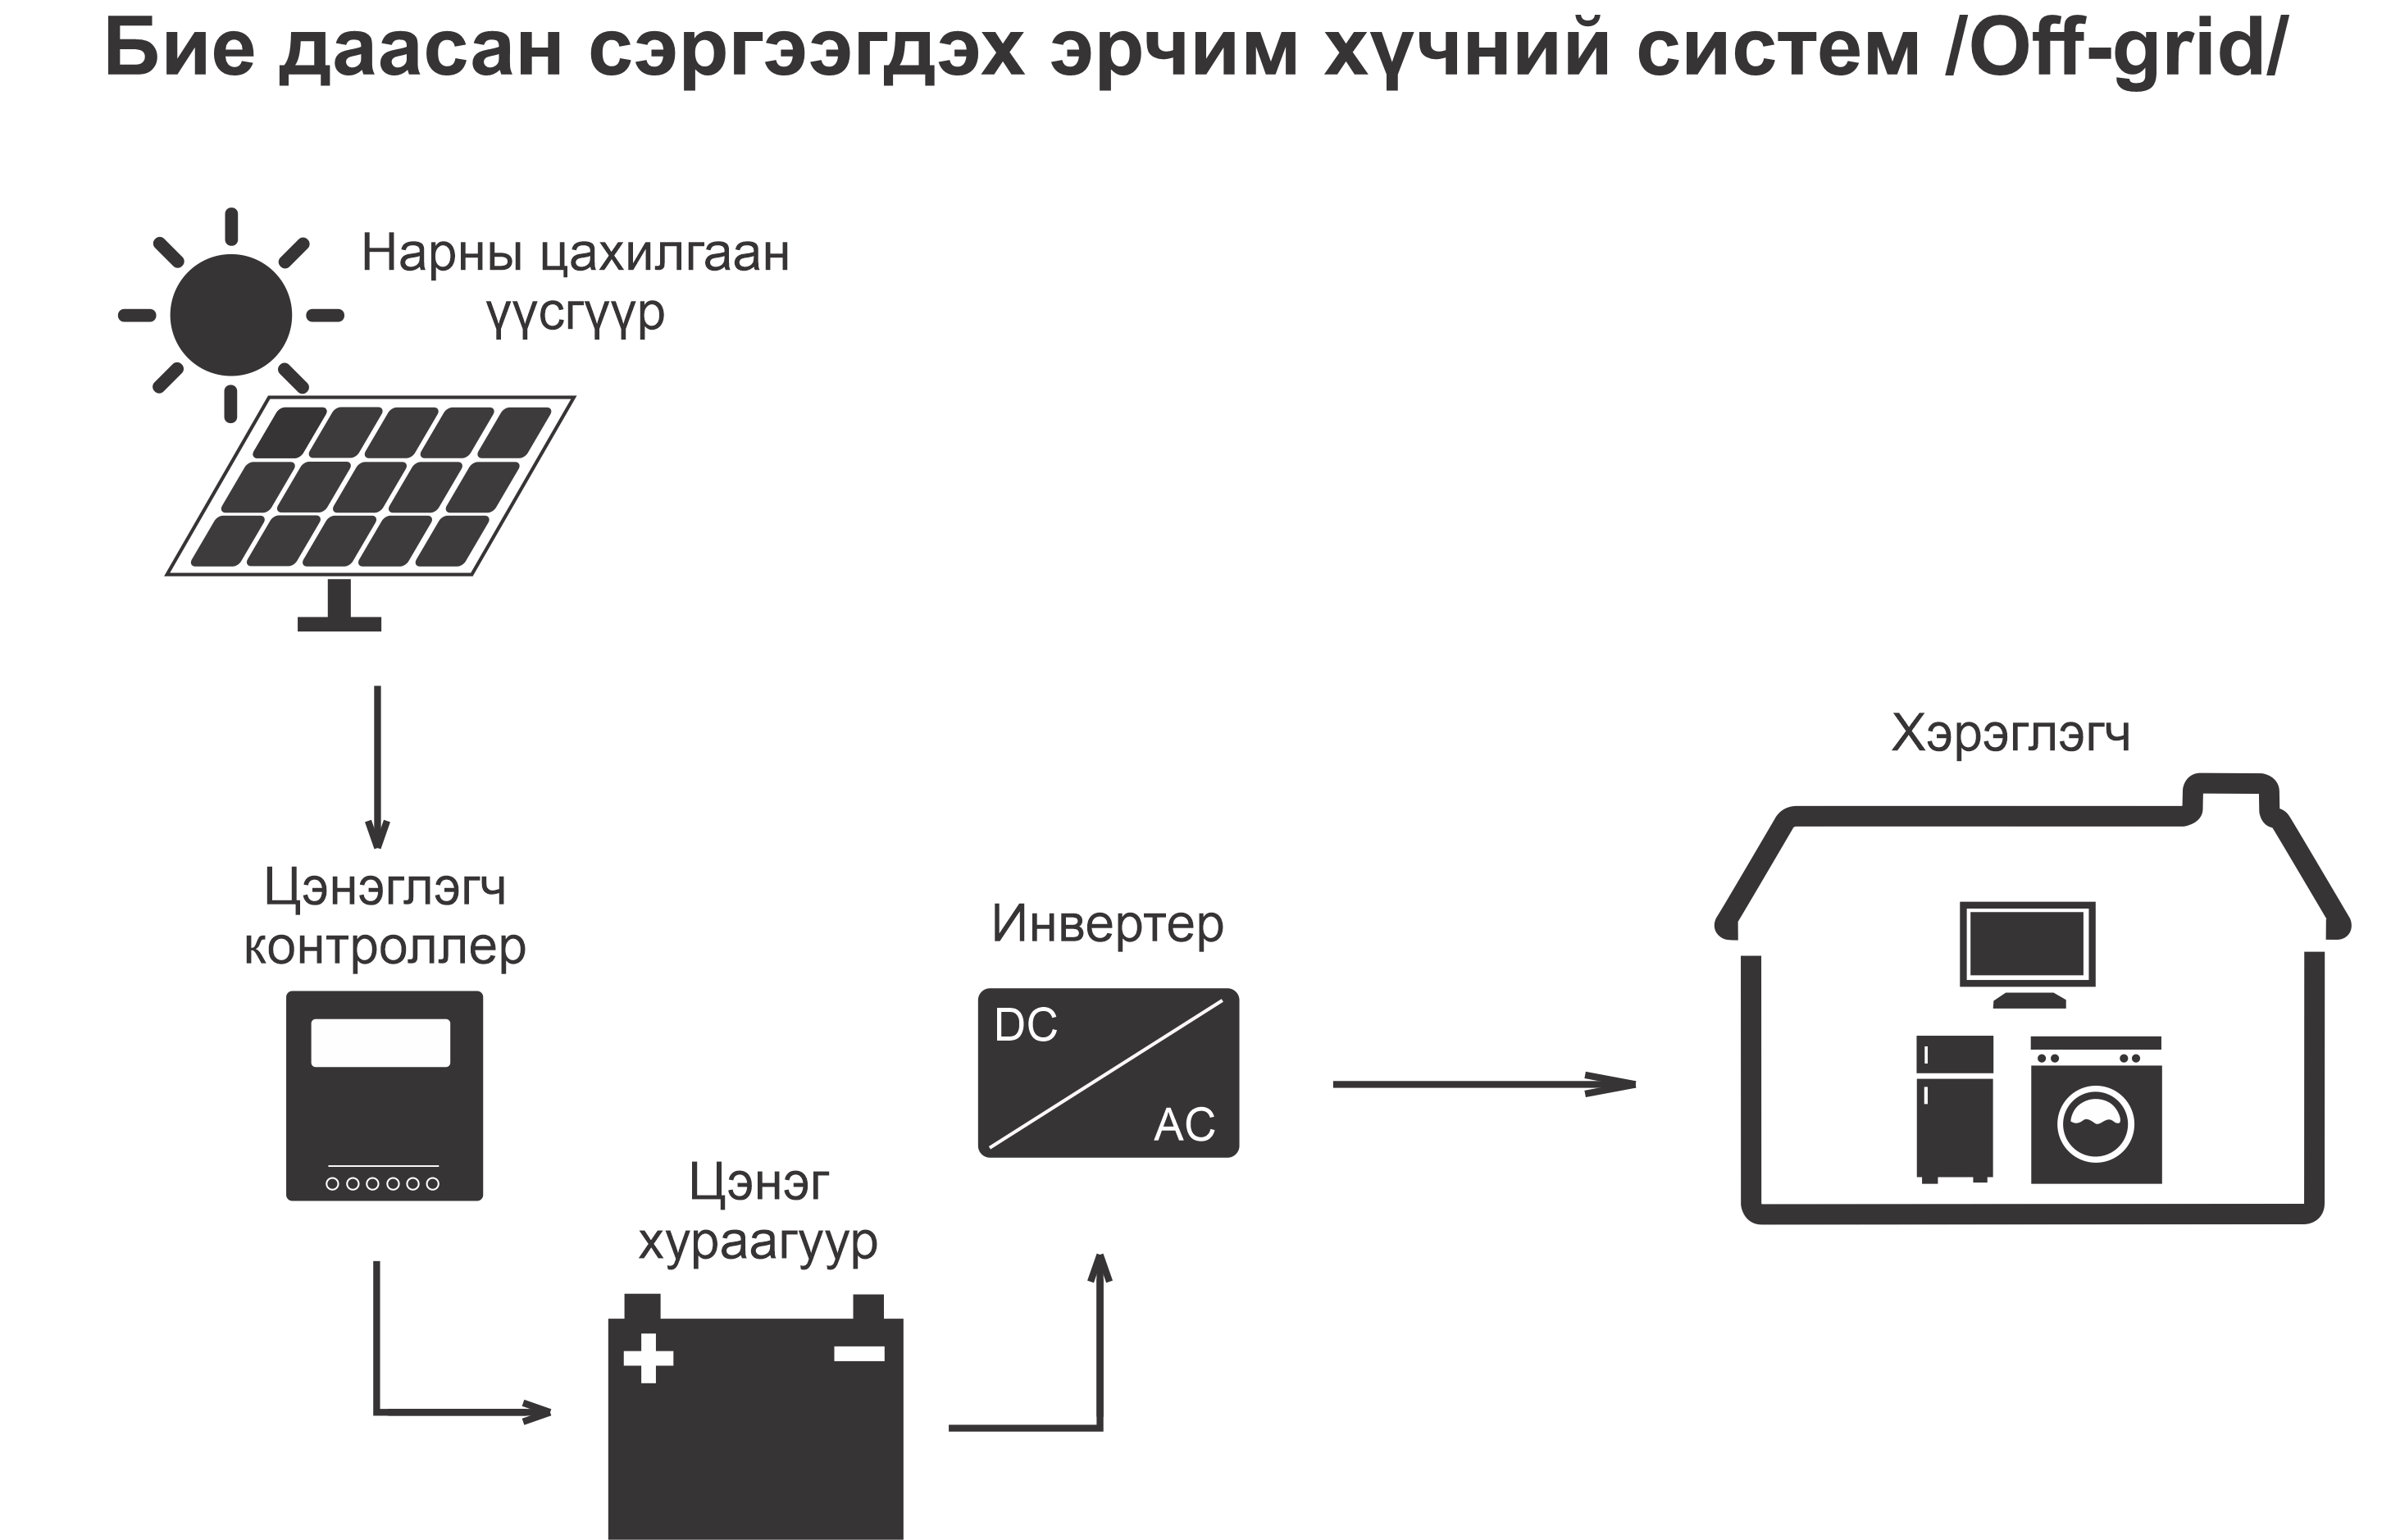 Бие даасан сэргээгдэх эрчим хүчний систем /Off-grid/
Нарны цахилгаан
үүсгүүр
Хэрэглэгч
Цэнэглэгч
контроллер
Инвертер
DC
AC
Цэнэг
хураагуур